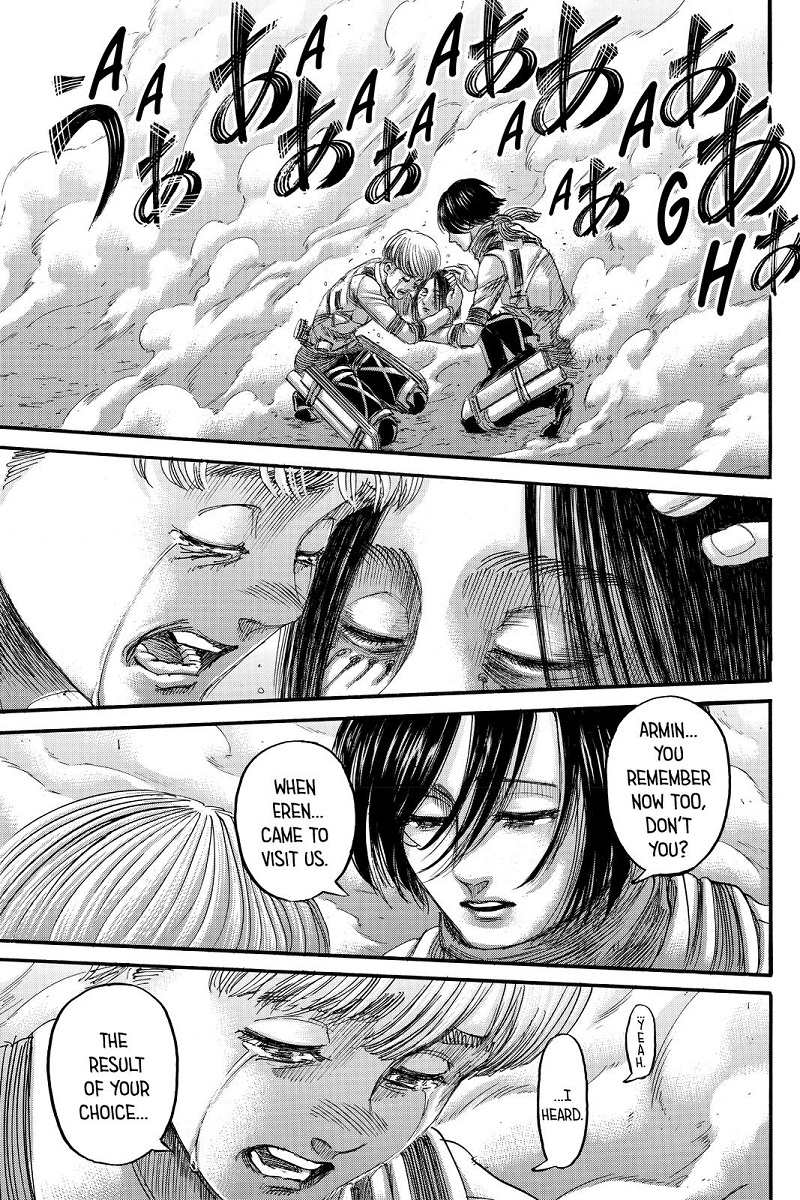 うああああああああああ
AAAAAAAAAGH
ARMIN...
YOU
REMEMBER
NOW TOO,
DON'T
YOU?
WHEN
EREN...
CAME TO
VISIT US.
...YEAH.
...I
HEARD.
THE
RESULT
OF YOUR
CHOICE...